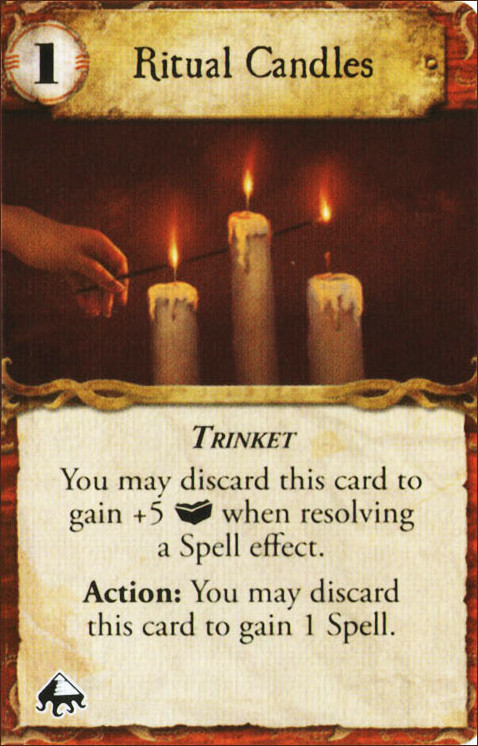 1
Ritual Candles
Trinket
You may discard this card to
gain +5 when resolving
a Spell effect.
Action: You may discard
this card to gain 1 Spell.